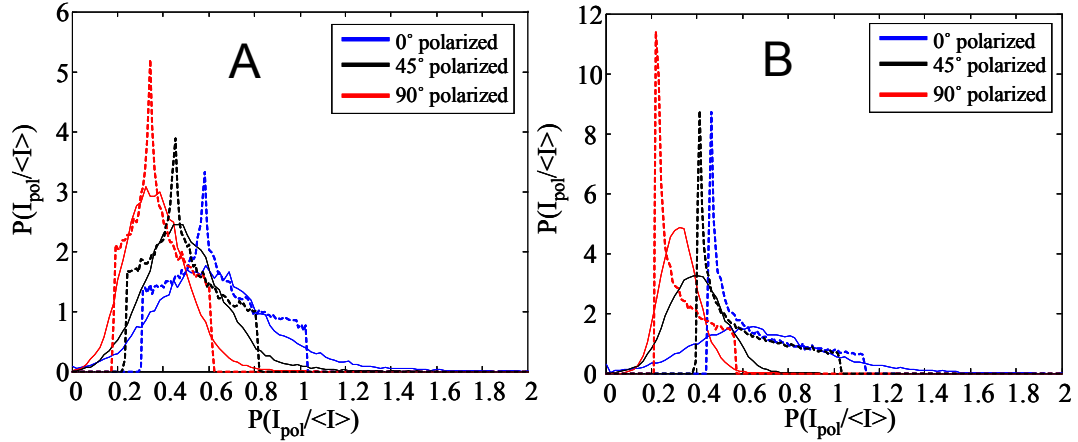 A
0° polarized
45° polarized
90° polarized
P(I_pol/<I>)
6
5
4
3
2
1
0
0 0.2 0.4 0.6 0.8 1 1.2 1.4 1.6 1.8 2
P(I_pol/<I>)
B
0° polarized
45° polarized
90° polarized
P(I_pol/<I>)
12
10
8
6
4
2
0
0 0.2 0.4 0.6 0.8 1 1.2 1.4 1.6 1.8 2
P(I_pol/<I>)